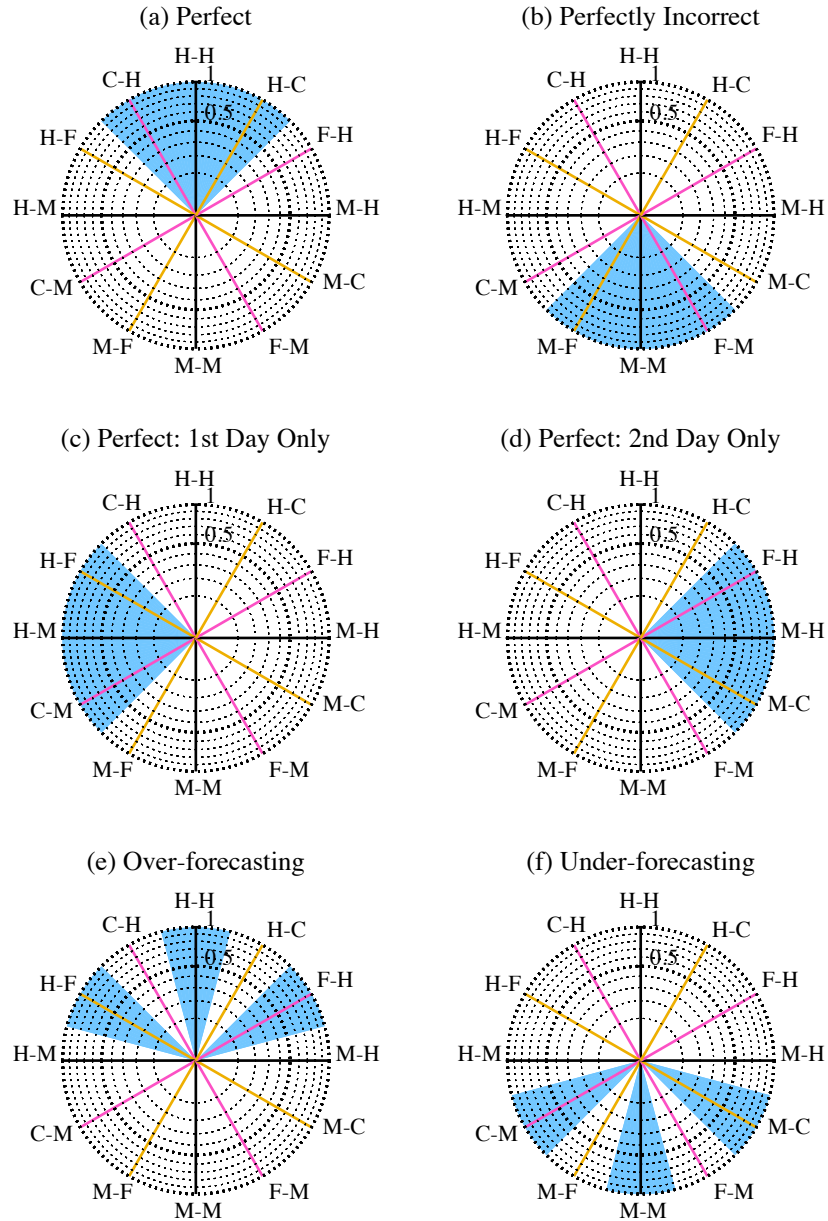 (a) Perfect
H-H
1
C-H
H-C
0.5
H-F
F-H
H-M
M-H
C-M
M-C
M-F
F-M
M-M
(b) Perfectly Incorrect
H-H
1
C-H
H-C
0.5
H-F
F-H
H-M
M-H
C-M
M-C
M-F
F-M
M-M
(c) Perfect: 1st Day Only
H-H
1
C-H
H-C
0.5
H-F
F-H
H-M
M-H
C-M
M-C
M-F
F-M
M-M
(d) Perfect: 2nd Day Only
H-H
1
C-H
H-C
0.5
H-F
F-H
H-M
M-H
C-M
M-C
M-F
F-M
M-M
(e) Over-forecasting
H-H
1
C-H
H-C
0.5
H-F
F-H
H-M
M-H
C-M
M-C
M-F
F-M
M-M
(f) Under-forecasting
H-H
1
C-H
H-C
0.5
H-F
F-H
H-M
M-H
C-M
M-C
M-F
F-M
M-M